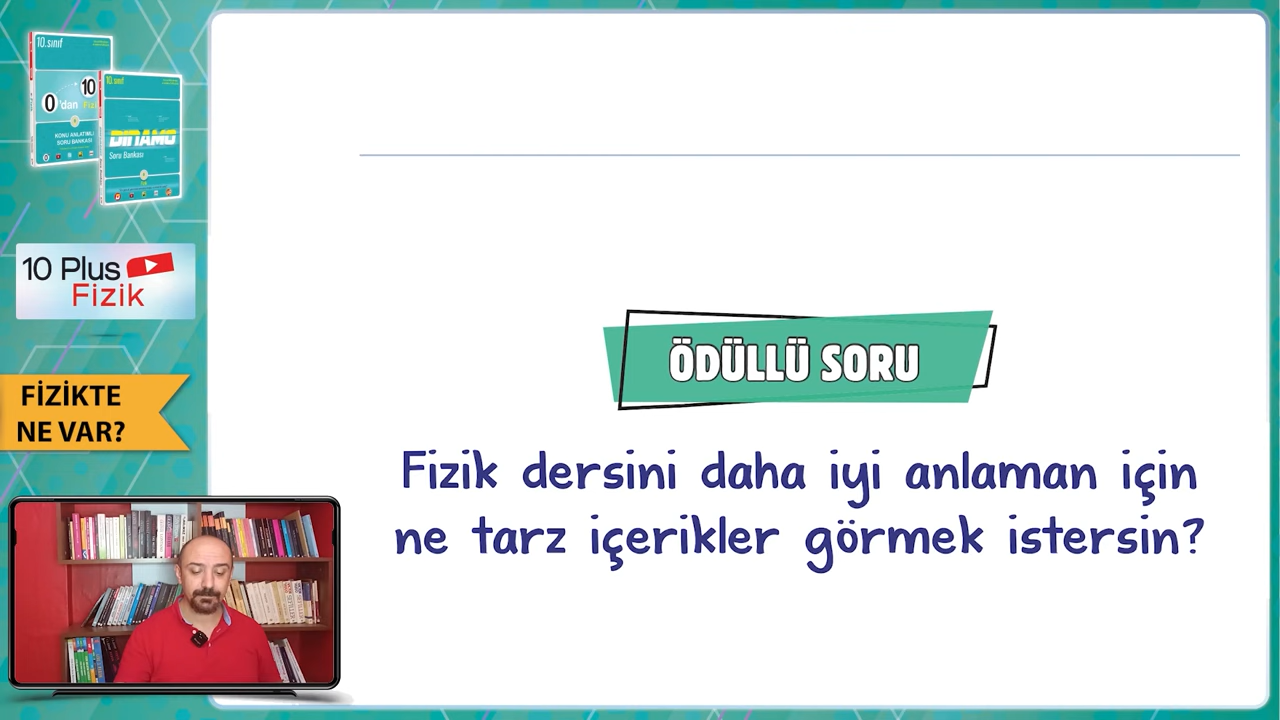 10.sınıf
0'dan 10
KONU ANLATIMLI
SORU BANKASI
10.sınıf
DİNAMO
Soru Bankası
10 Plus
Fizik
FİZİKTE
NE VAR?
ÖDÜLLÜ SORU
Fizik dersini daha iyi anlaman için
ne tarz içerikler görmek istersin?